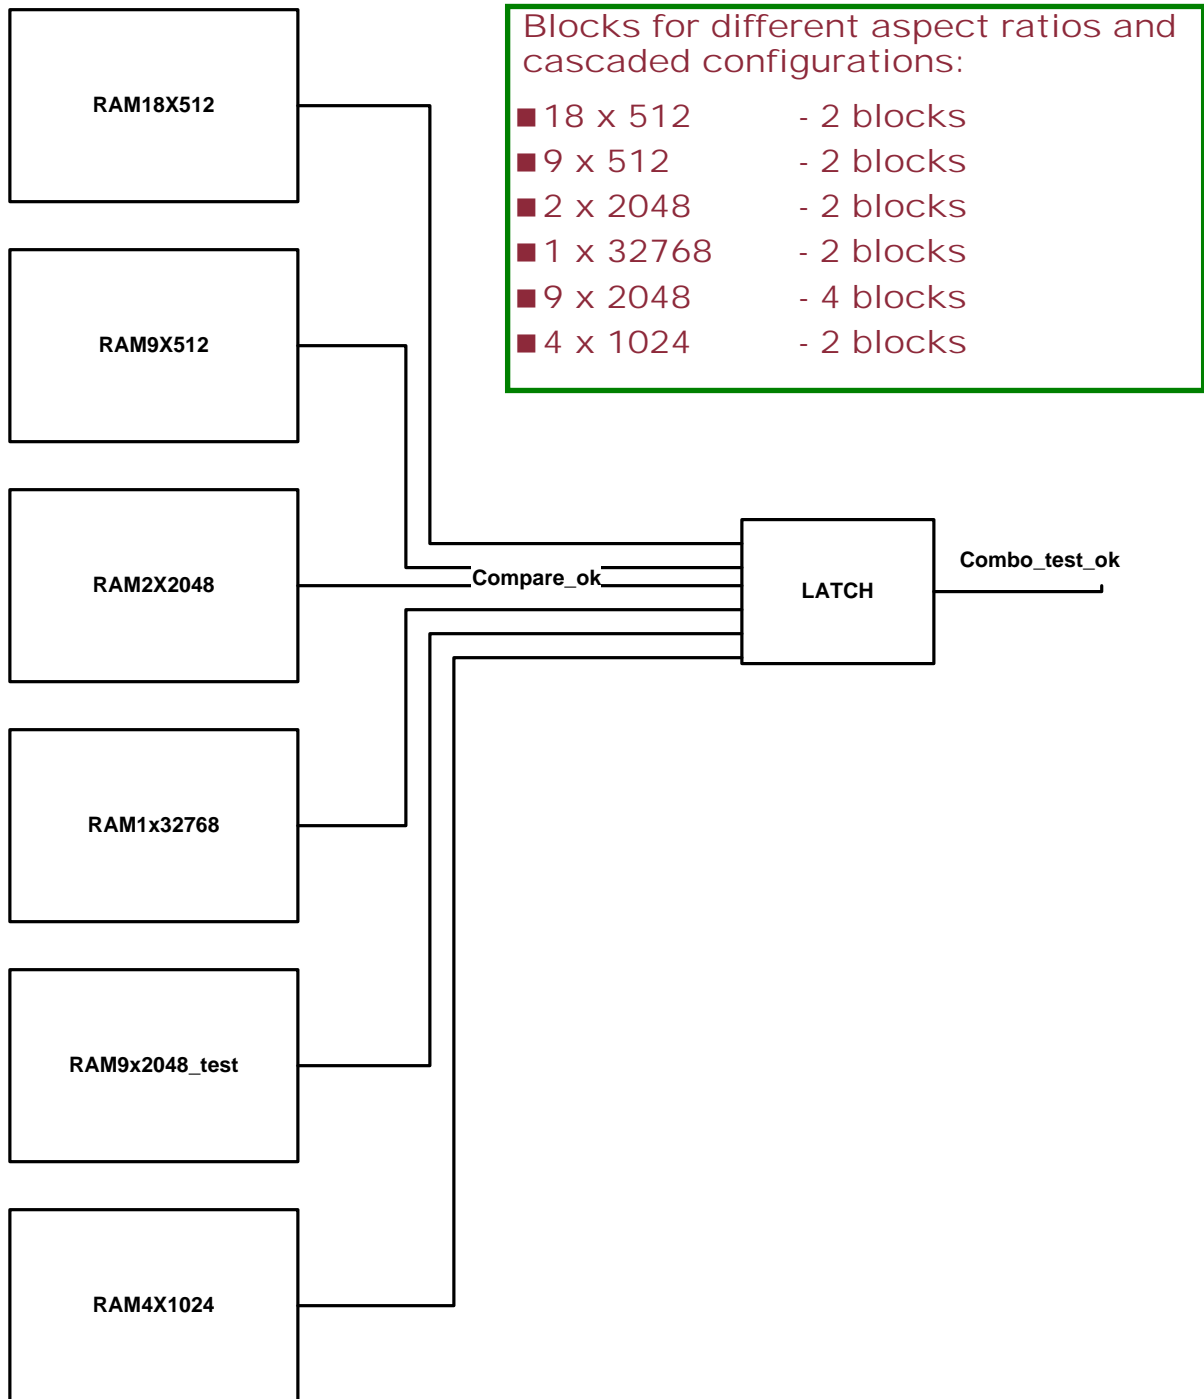 Blocks for different aspect ratios and
cascaded configurations:
■ 18 x 512 - 2 blocks
■ 9 x 512 - 2 blocks
■ 2 x 2048 - 2 blocks
■ 1 x 32768 - 2 blocks
■ 9 x 2048 - 4 blocks
■ 4 x 1024 - 2 blocks
RAM18X512
RAM9X512
RAM2X2048
Compare_ok
LATCH
Combo_test_ok
RAM1x32768
RAM9x2048_test
RAM4X1024